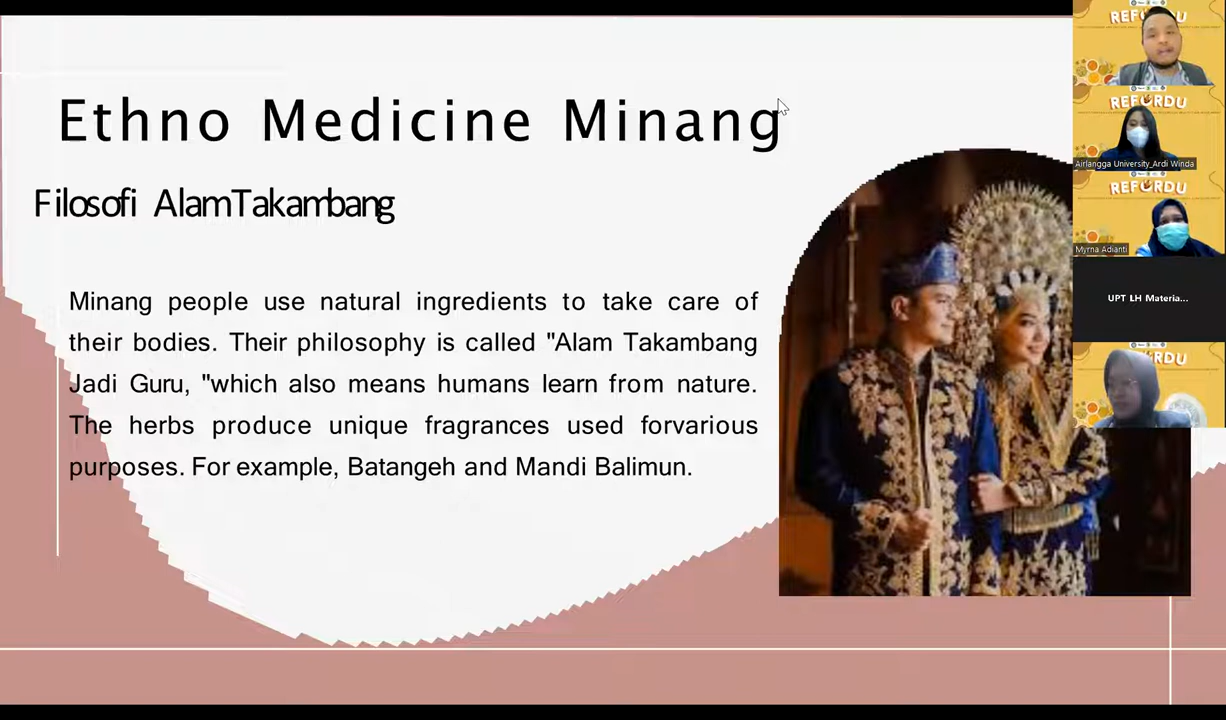 Ethno Medicine Minang
Filosofi AlamTakambang
Minang people use natural ingredients to take care of
their bodies. Their philosophy is called "Alam Takambang
Jadi Guru, "which also means humans learn from nature.
The herbs produce unique fragrances used forvarious
purposes. For example, Batangeh and Mandi Balimun.
REFORDU
REFORDU
Airlangga University_Ardi Winda
REFORDU
Myrna Adianti
UPT LH Materia...
RDU